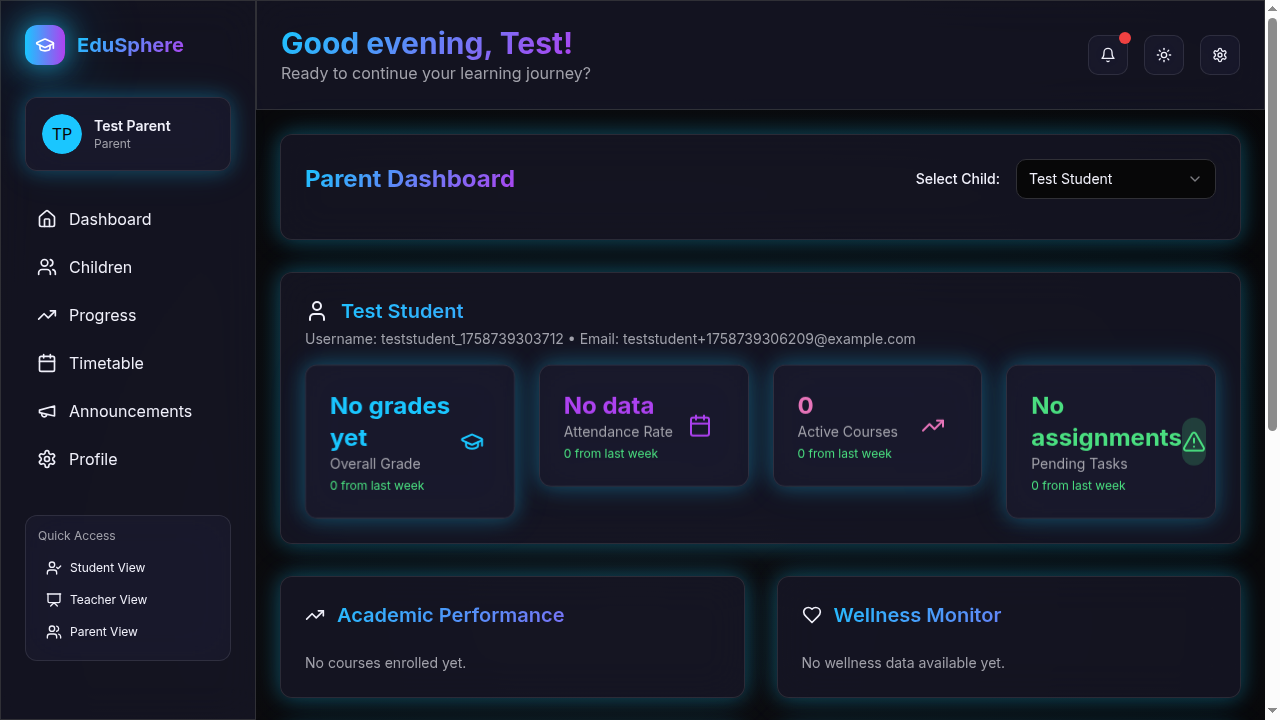 EduSphere
TP
Test Parent
Parent
Dashboard
Children
Progress
Timetable
Announcements
Profile
Quick Access
Student View
Teacher View
Parent View
Good evening, Test!
Ready to continue your learning journey?
Parent Dashboard
Select Child:
Test Student
Test Student
Username: teststudent_1758739303712 • Email: teststudent+1758739306209@example.com
No grades
yet
Overall Grade
0 from last week
No data
Attendance Rate
0 from last week
0
Active Courses
0 from last week
No
assignments
Pending Tasks
0 from last week
Academic Performance
No courses enrolled yet.
Wellness Monitor
No wellness data available yet.